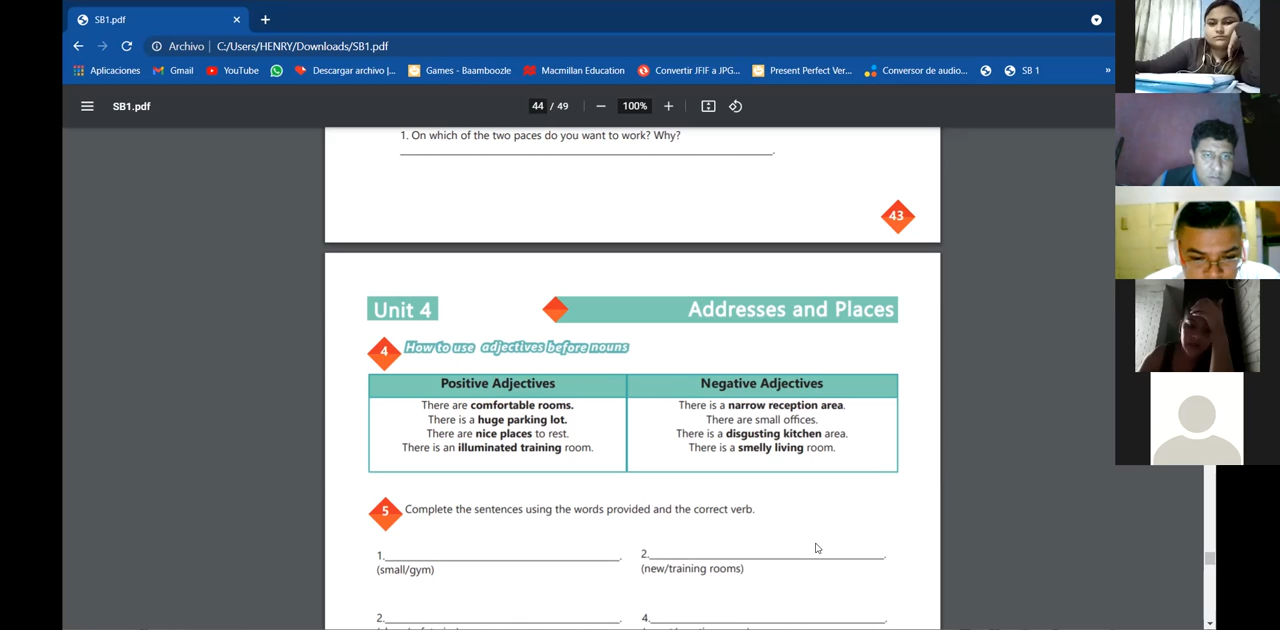 SB1.pdf
Archivo C:/Users/HENRY/Downloads/SB1.pdf
Aplicaciones Gmail YouTube Descargar archivo |... Games - Baamboozle Macmillan Education Convertir JFIF a JPG... Present Perfect Ver... Conversor de audio... SB 1 »
SB1.pdf 44 / 49 100%
1. On which of the two paces do you want to work? Why?
43
Unit 4 Addresses and Places
4 How to use adjectives before nouns
Positive Adjectives Negative Adjectives
There are comfortable rooms. There is a narrow reception area.
There is a huge parking lot. There are small offices.
There are nice places to rest. There is a disgusting kitchen area.
There is an illuminated training room. There is a smelly living room.
5 Complete the sentences using the words provided and the correct verb.
1.____________________. 2.____________________.
(small/gym) (new/training rooms)
2.____________________. 4.____________________.